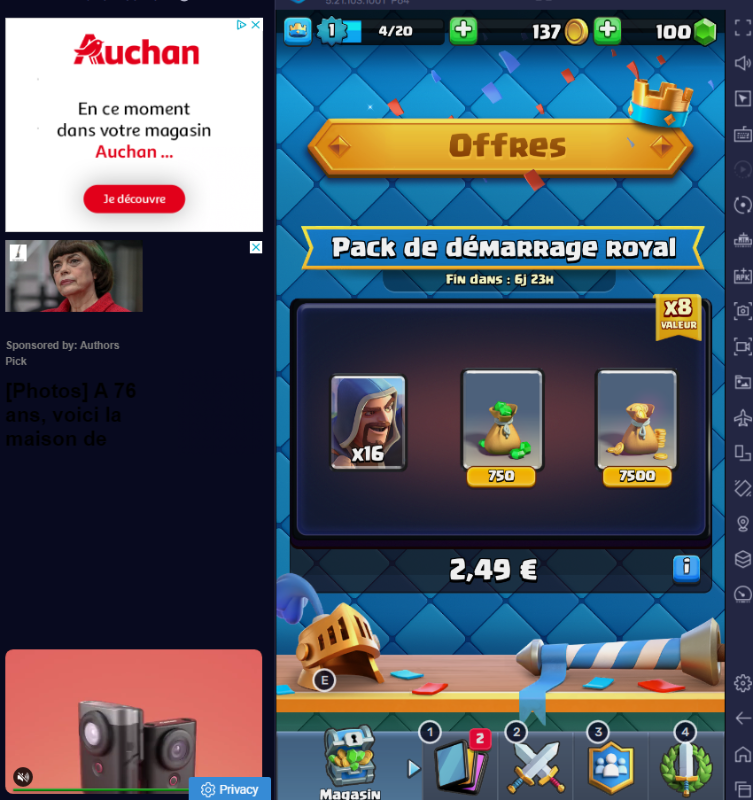 Auchan
En ce moment
dans votre magasin
Auchan ...
Je découvre
Sponsored by: Authors
Pick
[Photos] A 76
ans, voici la
maison de
Privacy
1
4/20
137
100
Offres
Pack de démarrage royal
Fin dans : 6j 23h
x8
VALEUR
x16
750
7500
2,49 €
i
E
1
2
2
3
4
Magasin